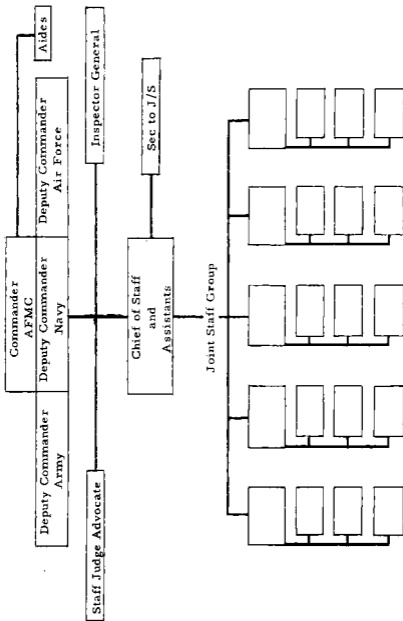 Commander
AFMC
Aides
Deputy Commander
Army
Deputy Commander
Navy
Deputy Commander
Air Force
Staff Judge Advocate
Inspector General
Chief of Staff
and
Assistants
Sec to J/S
Joint Staff Group